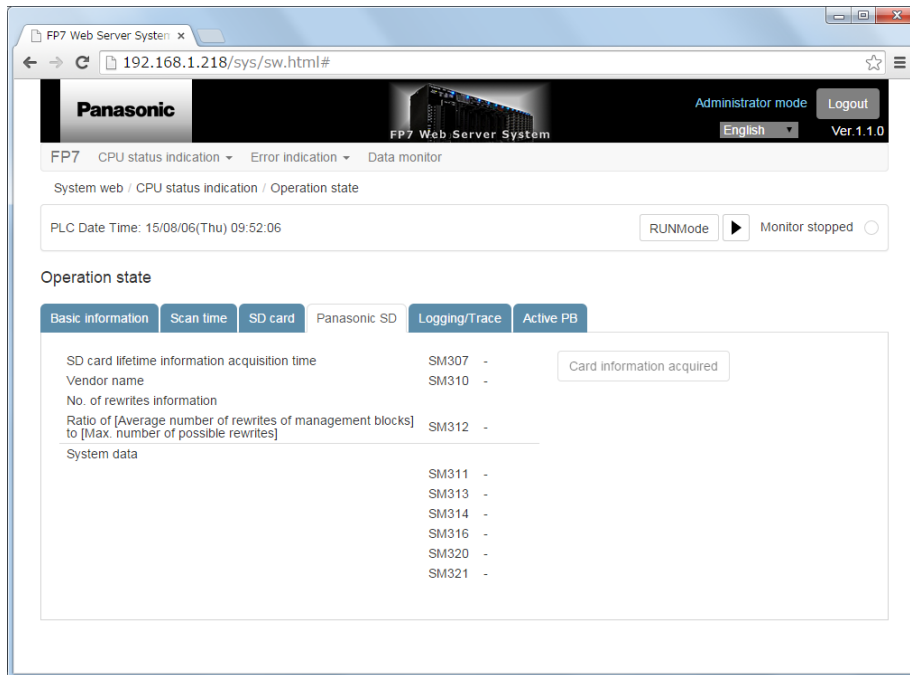 FP7 Web Server System
192.168.1.218/sys/sw.html#
Panasonic
FP7 Web Server System
Administrator mode
Logout
English
Ver.1.1.0
FP7 CPU status indication Error indication Data monitor
System web / CPU status indication / Operation state
PLC Date Time: 15/08/06(Thu) 09:52:06
RUNMode
Monitor stopped
Operation state
Basic information Scan time SD card Panasonic SD Logging/Trace Active PB
SD card lifetime information acquisition time SM307 -
Card information acquired
Vendor name SM310 -
No. of rewrites information
Ratio of [Average number of rewrites of management blocks]
to [Max. number of possible rewrites] SM312 -
System data
SM311 -
SM313 -
SM314 -
SM316 -
SM320 -
SM321 -